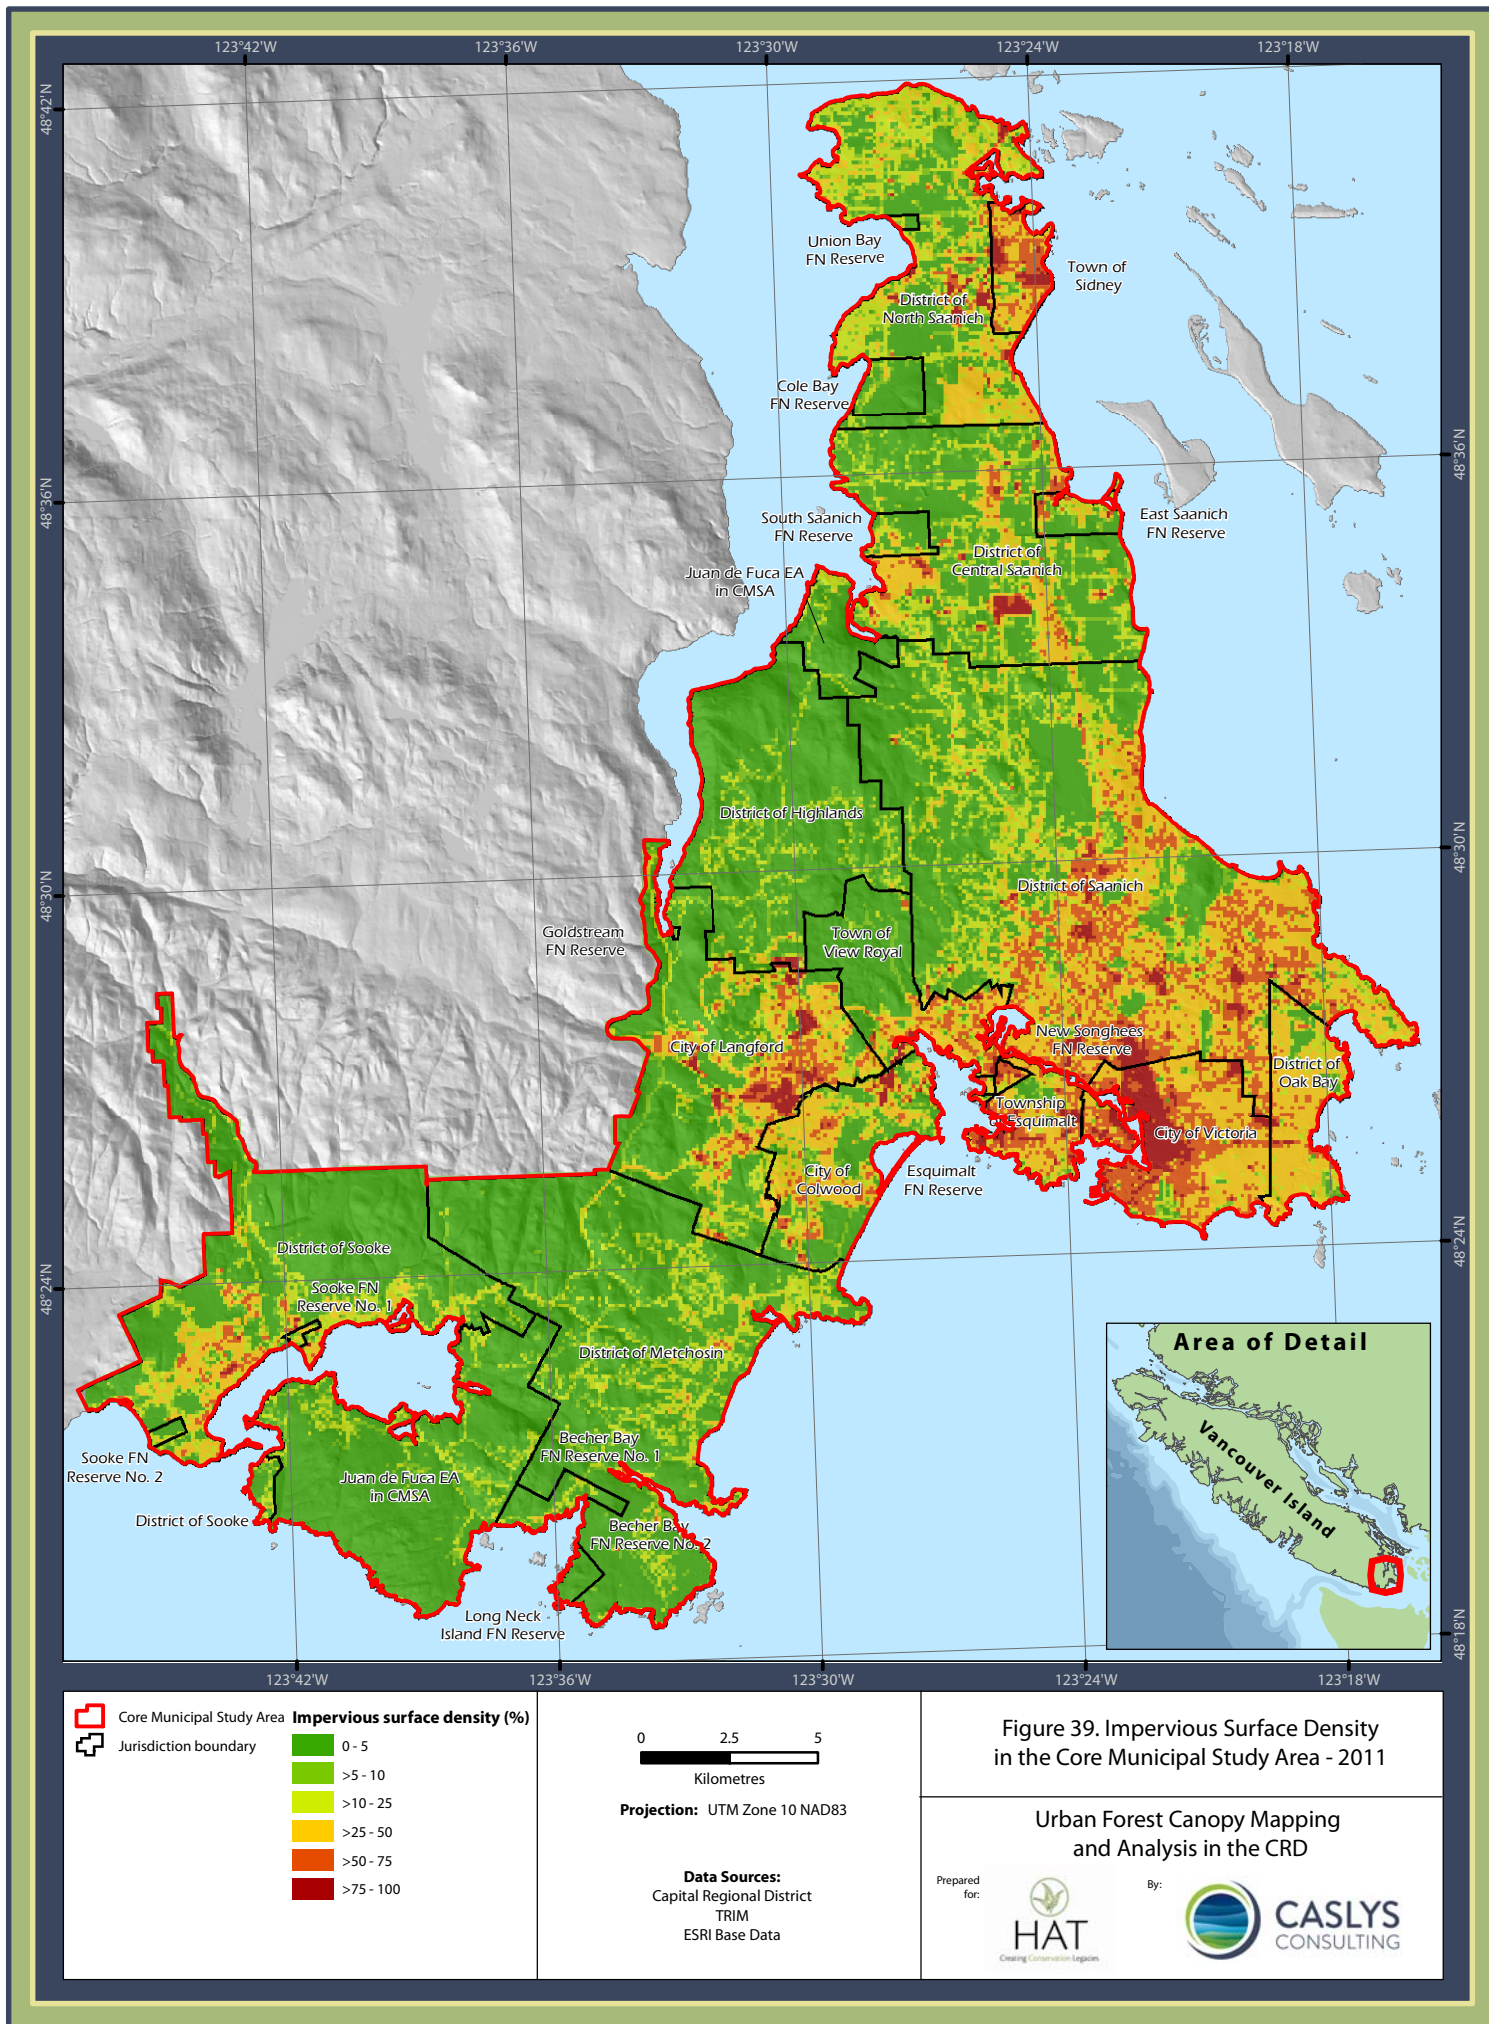 123°42'W
123°36'W
123°30'W
123°24'W
123°18'W
48°42'N
48°36'N
48°30'N
48°24'N
48°36'N
48°30'N
48°24'N
48°18'N
Union Bay
FN Reserve
Town of
Sidney
District of
North Saanich
Cole Bay
FN Reserve
South Saanich
FN Reserve
East Saanich
FN Reserve
District of
Central Saanich
Juan de Fuca EA
in CMSA
District of Highlands
District of Saanich
Goldstream
FN Reserve
Town of
View Royal
City of Langford
New Songhees
FN Reserve
District of
Oak Bay
Township
of Esquimalt
City of Victoria
City of
Colwood
Esquimalt
FN Reserve
District of Sooke
Sooke FN
Reserve No. 1
District of Metchosin
Sooke FN
Reserve No. 2
Becher Bay
FN Reserve No. 1
Juan de Fuca EA
in CMSA
District of Sooke
Becher Bay
FN Reserve No. 2
Long Neck
Island FN Reserve
Area of Detail
Vancouver Island
123°42'W
123°36'W
123°30'W
123°24'W
123°18'W
Core Municipal Study Area
Jurisdiction boundary
Impervious surface density (%)
0 - 5
>5 - 10
>10 - 25
>25 - 50
>50 - 75
>75 - 100
0 2.5 5
Kilometres
Projection: UTM Zone 10 NAD83
Data Sources:
Capital Regional District
TRIM
ESRI Base Data
Figure 39. Impervious Surface Density
in the Core Municipal Study Area - 2011
Urban Forest Canopy Mapping
and Analysis in the CRD
Prepared
for:
HAT
Creating Conservation Legacies
By:
CASLYS
CONSULTING